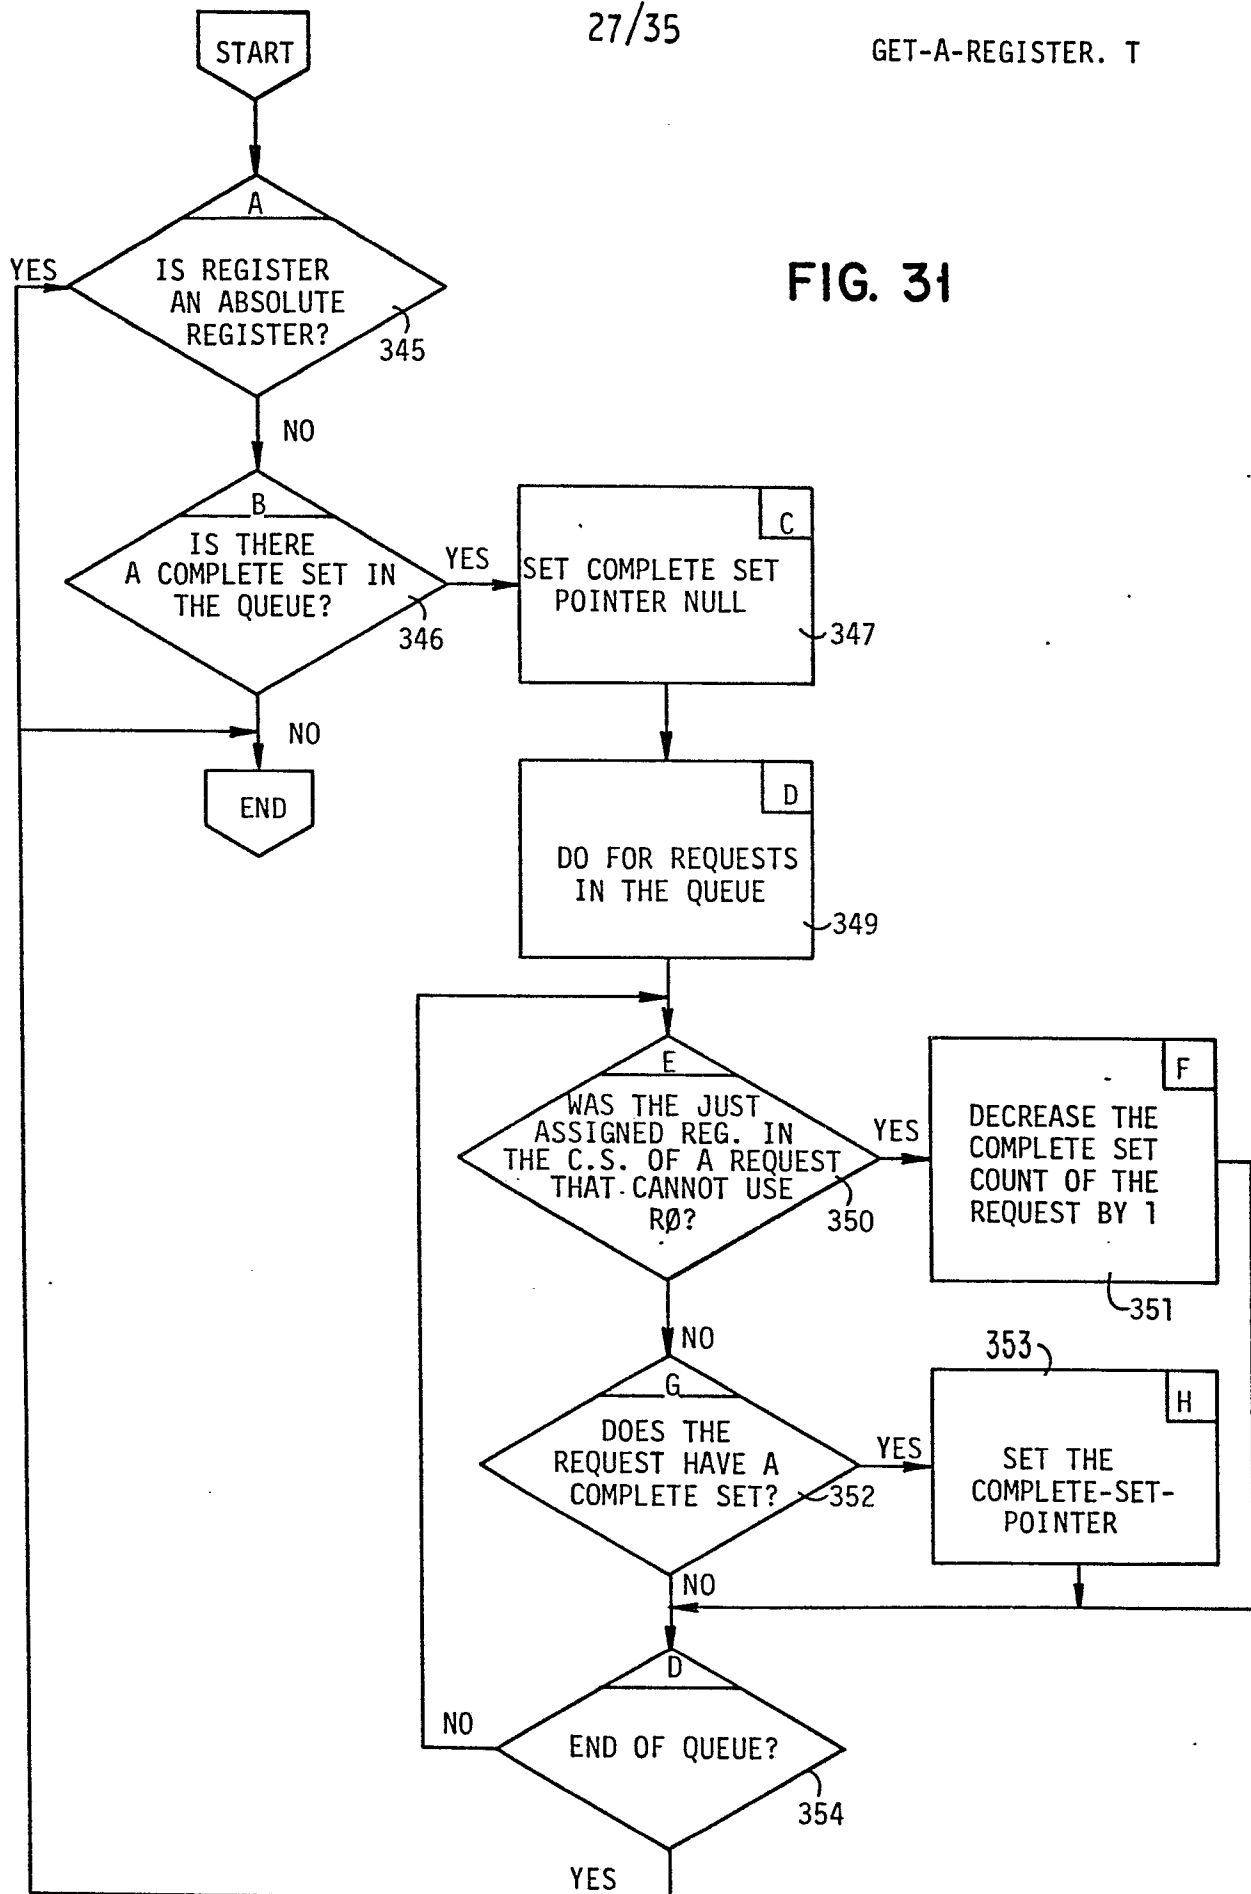 27/35
GET-A-REGISTER. T
START
A
YES
IS REGISTER
AN ABSOLUTE
REGISTER?
345
FIG. 31
NO
B
IS THERE
A COMPLETE SET IN
THE QUEUE?
346
YES
C
SET COMPLETE SET
POINTER NULL
347
NO
END
D
DO FOR REQUESTS
IN THE QUEUE
349
E
WAS THE JUST
ASSIGNED REG. IN
THE C.S. OF A REQUEST
THAT CANNOT USE
RØ?
350
YES
F
DECREASE THE
COMPLETE SET
COUNT OF THE
REQUEST BY 1
351
NO
353
G
DOES THE
REQUEST HAVE A
COMPLETE SET?
352
YES
H
SET THE
COMPLETE-SET-
POINTER
NO
D
NO
END OF QUEUE?
354
YES